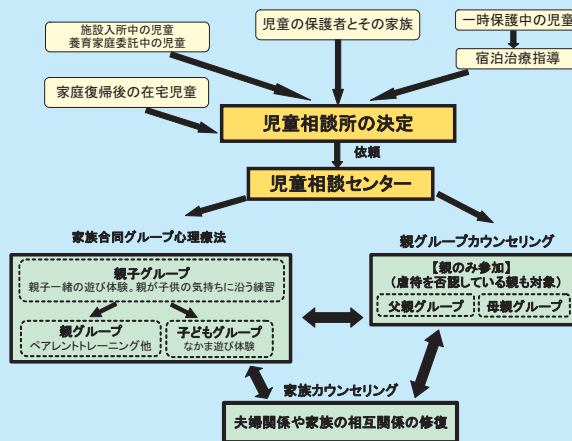 施設入所中の児童
養育家庭委託中の児童
児童の保護者とその家族
一時保護中の児童
宿泊治療指導
家庭復帰後の在宅児童
児童相談所の決定
依頼
児童相談センター
家族合同グループ心理療法
親グループカウンセリング
親子グループ
親子一緒の遊び体験。親が子供の気持ちに沿う練習
親グループ
ペアレントトレーニング他
子どもグループ
なかま遊び体験
【親のみ参加】
(虐待を否認している親も対象)
父親グループ
母親グループ
家族カウンセリング
夫婦関係や家族の相互関係の修復